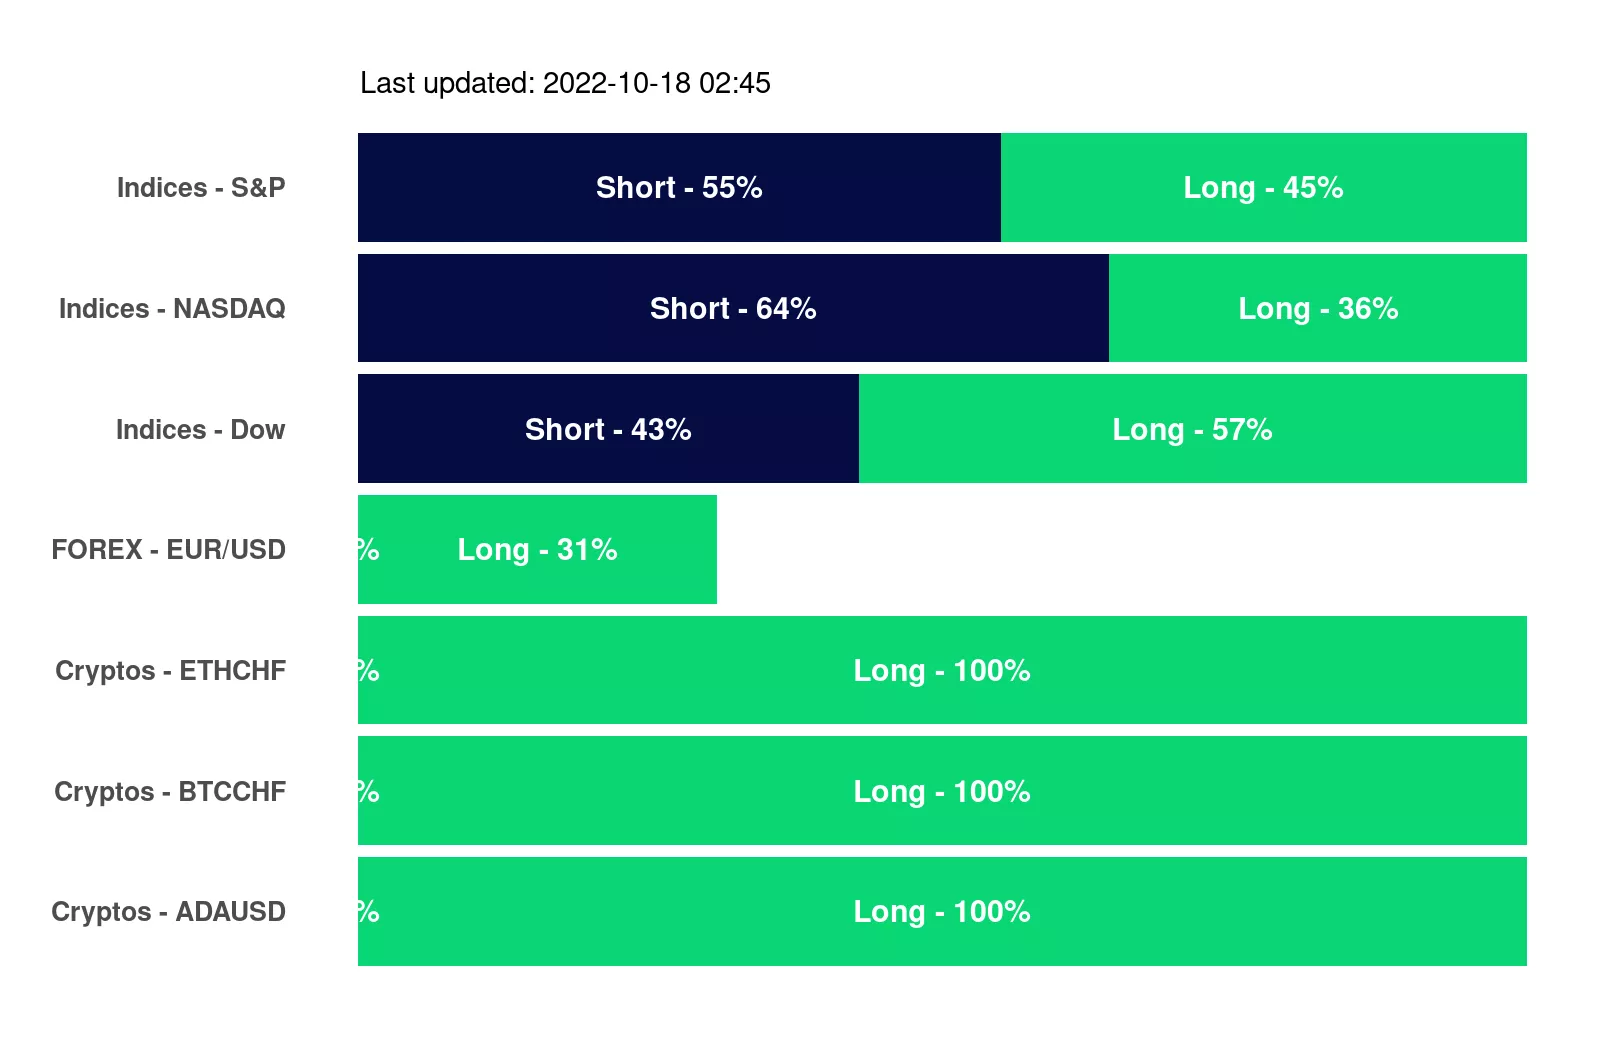 Last updated: 2022-10-18 02:45
Indices - S&P Short - 55% Long - 45%
Indices - NASDAQ Short - 64% Long - 36%
Indices - Dow Short - 43% Long - 57%
FOREX - EUR/USD % Long - 31%
Cryptos - ETHCHF % Long - 100%
Cryptos - BTCCHF % Long - 100%
Cryptos - ADAUSD % Long - 100%